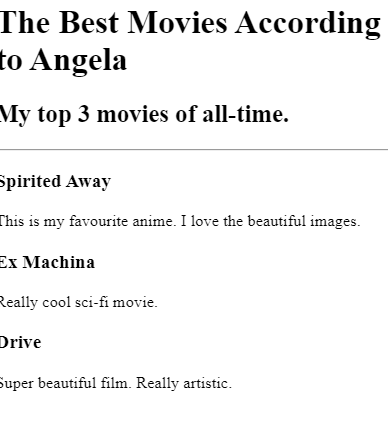 The Best Movies According
to Angela
My top 3 movies of all-time.
Spirited Away
This is my favourite anime. I love the beautiful images.
Ex Machina
Really cool sci-fi movie.
Drive
Super beautiful film. Really artistic.